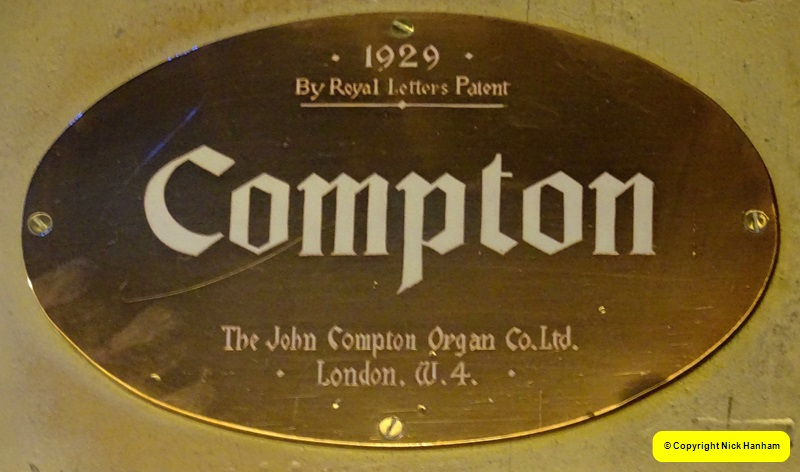 · 1929 ·
By Royal Letters Patent
Compton
The John Compton Organ Co. Ltd.
· London. W.4. ·
© Copyright Nick Hanham